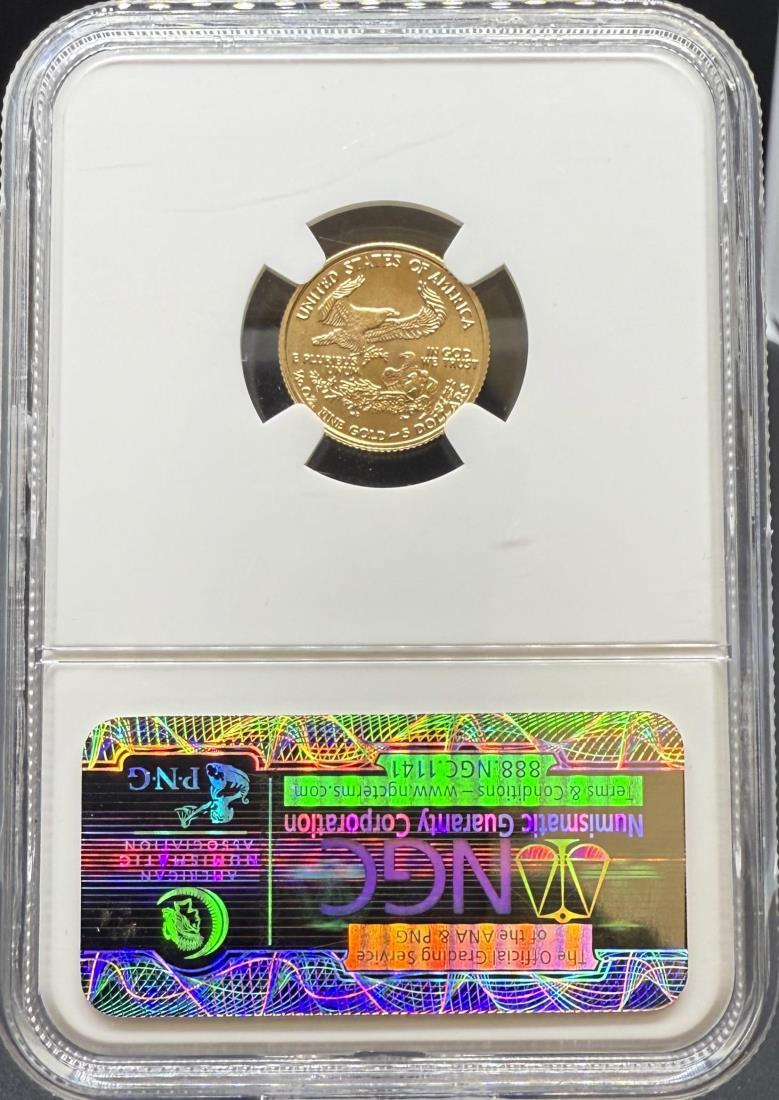 UNITED STATES OF AMERICA
E PLURIBUS
UNUM
IN GOD
WE TRUST
1/10 OZ. FINE GOLD–5 DOLLARS
The Official Grading Service
of the ANA & PNG
NGC
Numismatic Guaranty Corporation
Terms & Conditions – www.ngcterms.com
888.NGC.1141
AMERICAN
NUMISMATIC
ASSOCIATION
PNG